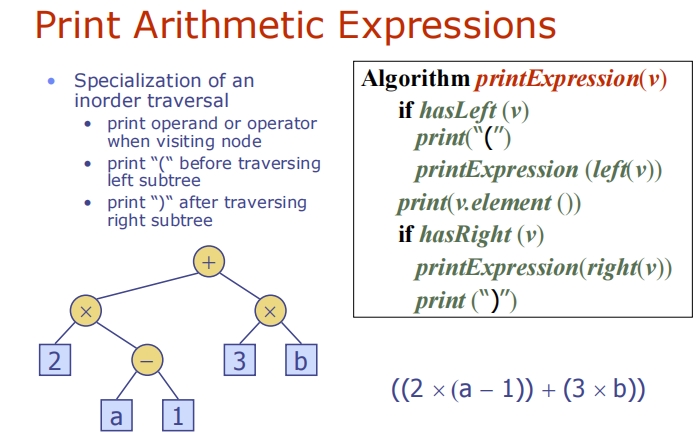 Print Arithmetic Expressions
• Specialization of an
inorder traversal
• print operand or operator
when visiting node
• print “(“ before traversing
left subtree
• print “)“ after traversing
right subtree
Algorithm printExpression(v)
if hasLeft (v)
print(“(”)
printExpression (left(v))
print(v.element ())
if hasRight (v)
printExpression(right(v))
print (“)”)
+
× ×
2 − 3 b
a 1
((2 × (a − 1)) + (3 × b))